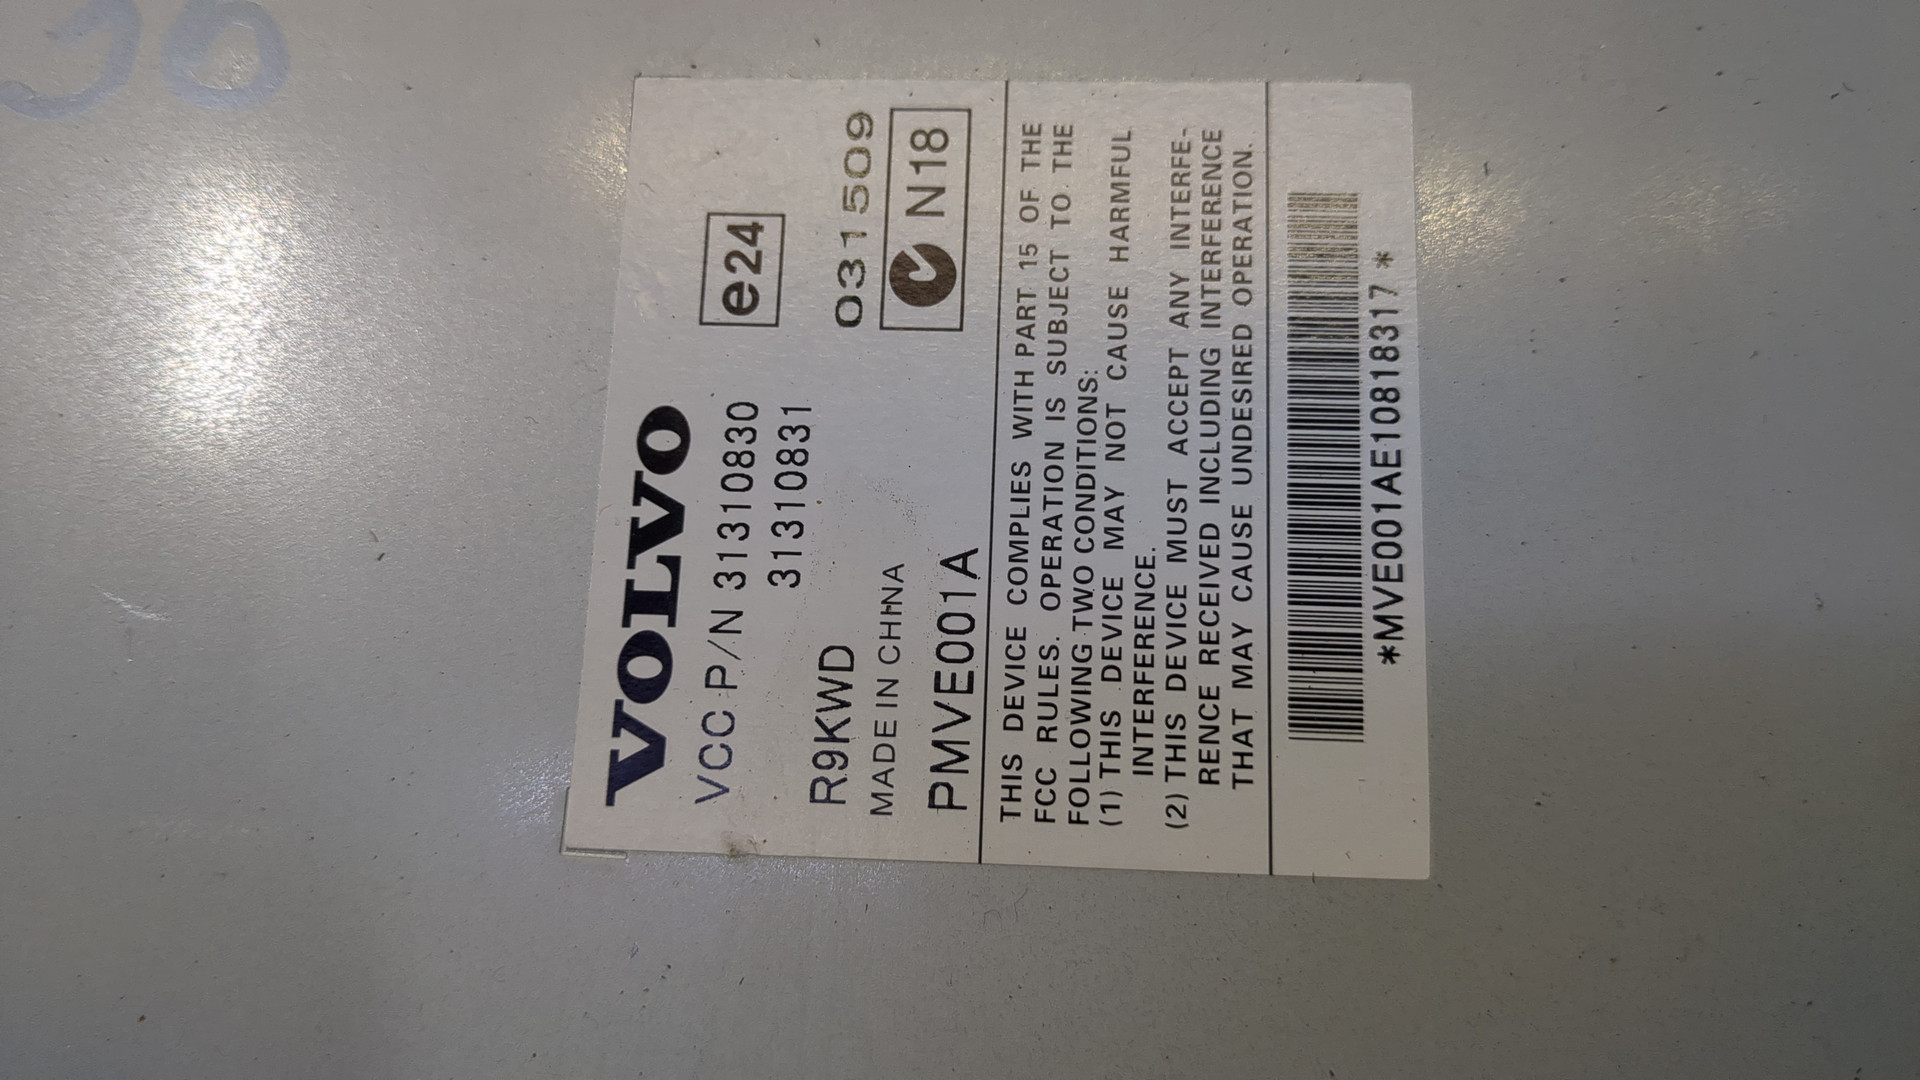 VOLVO
VCC P/N 31310830
31310831
e24
R9KWD
031509
MADE IN CHINA
N18
PMVE001A
THIS DEVICE COMPLIES WITH PART 15 OF THE
FCC RULES. OPERATION IS SUBJECT TO THE
FOLLOWING TWO CONDITIONS:
(1) THIS DEVICE MAY NOT CAUSE HARMFUL
INTERFERENCE.
(2) THIS DEVICE MUST ACCEPT ANY INTERFE-
RENCE RECEIVED INCLUDING INTERFERENCE
THAT MAY CAUSE UNDESIRED OPERATION.
*MVE001AE10818317*